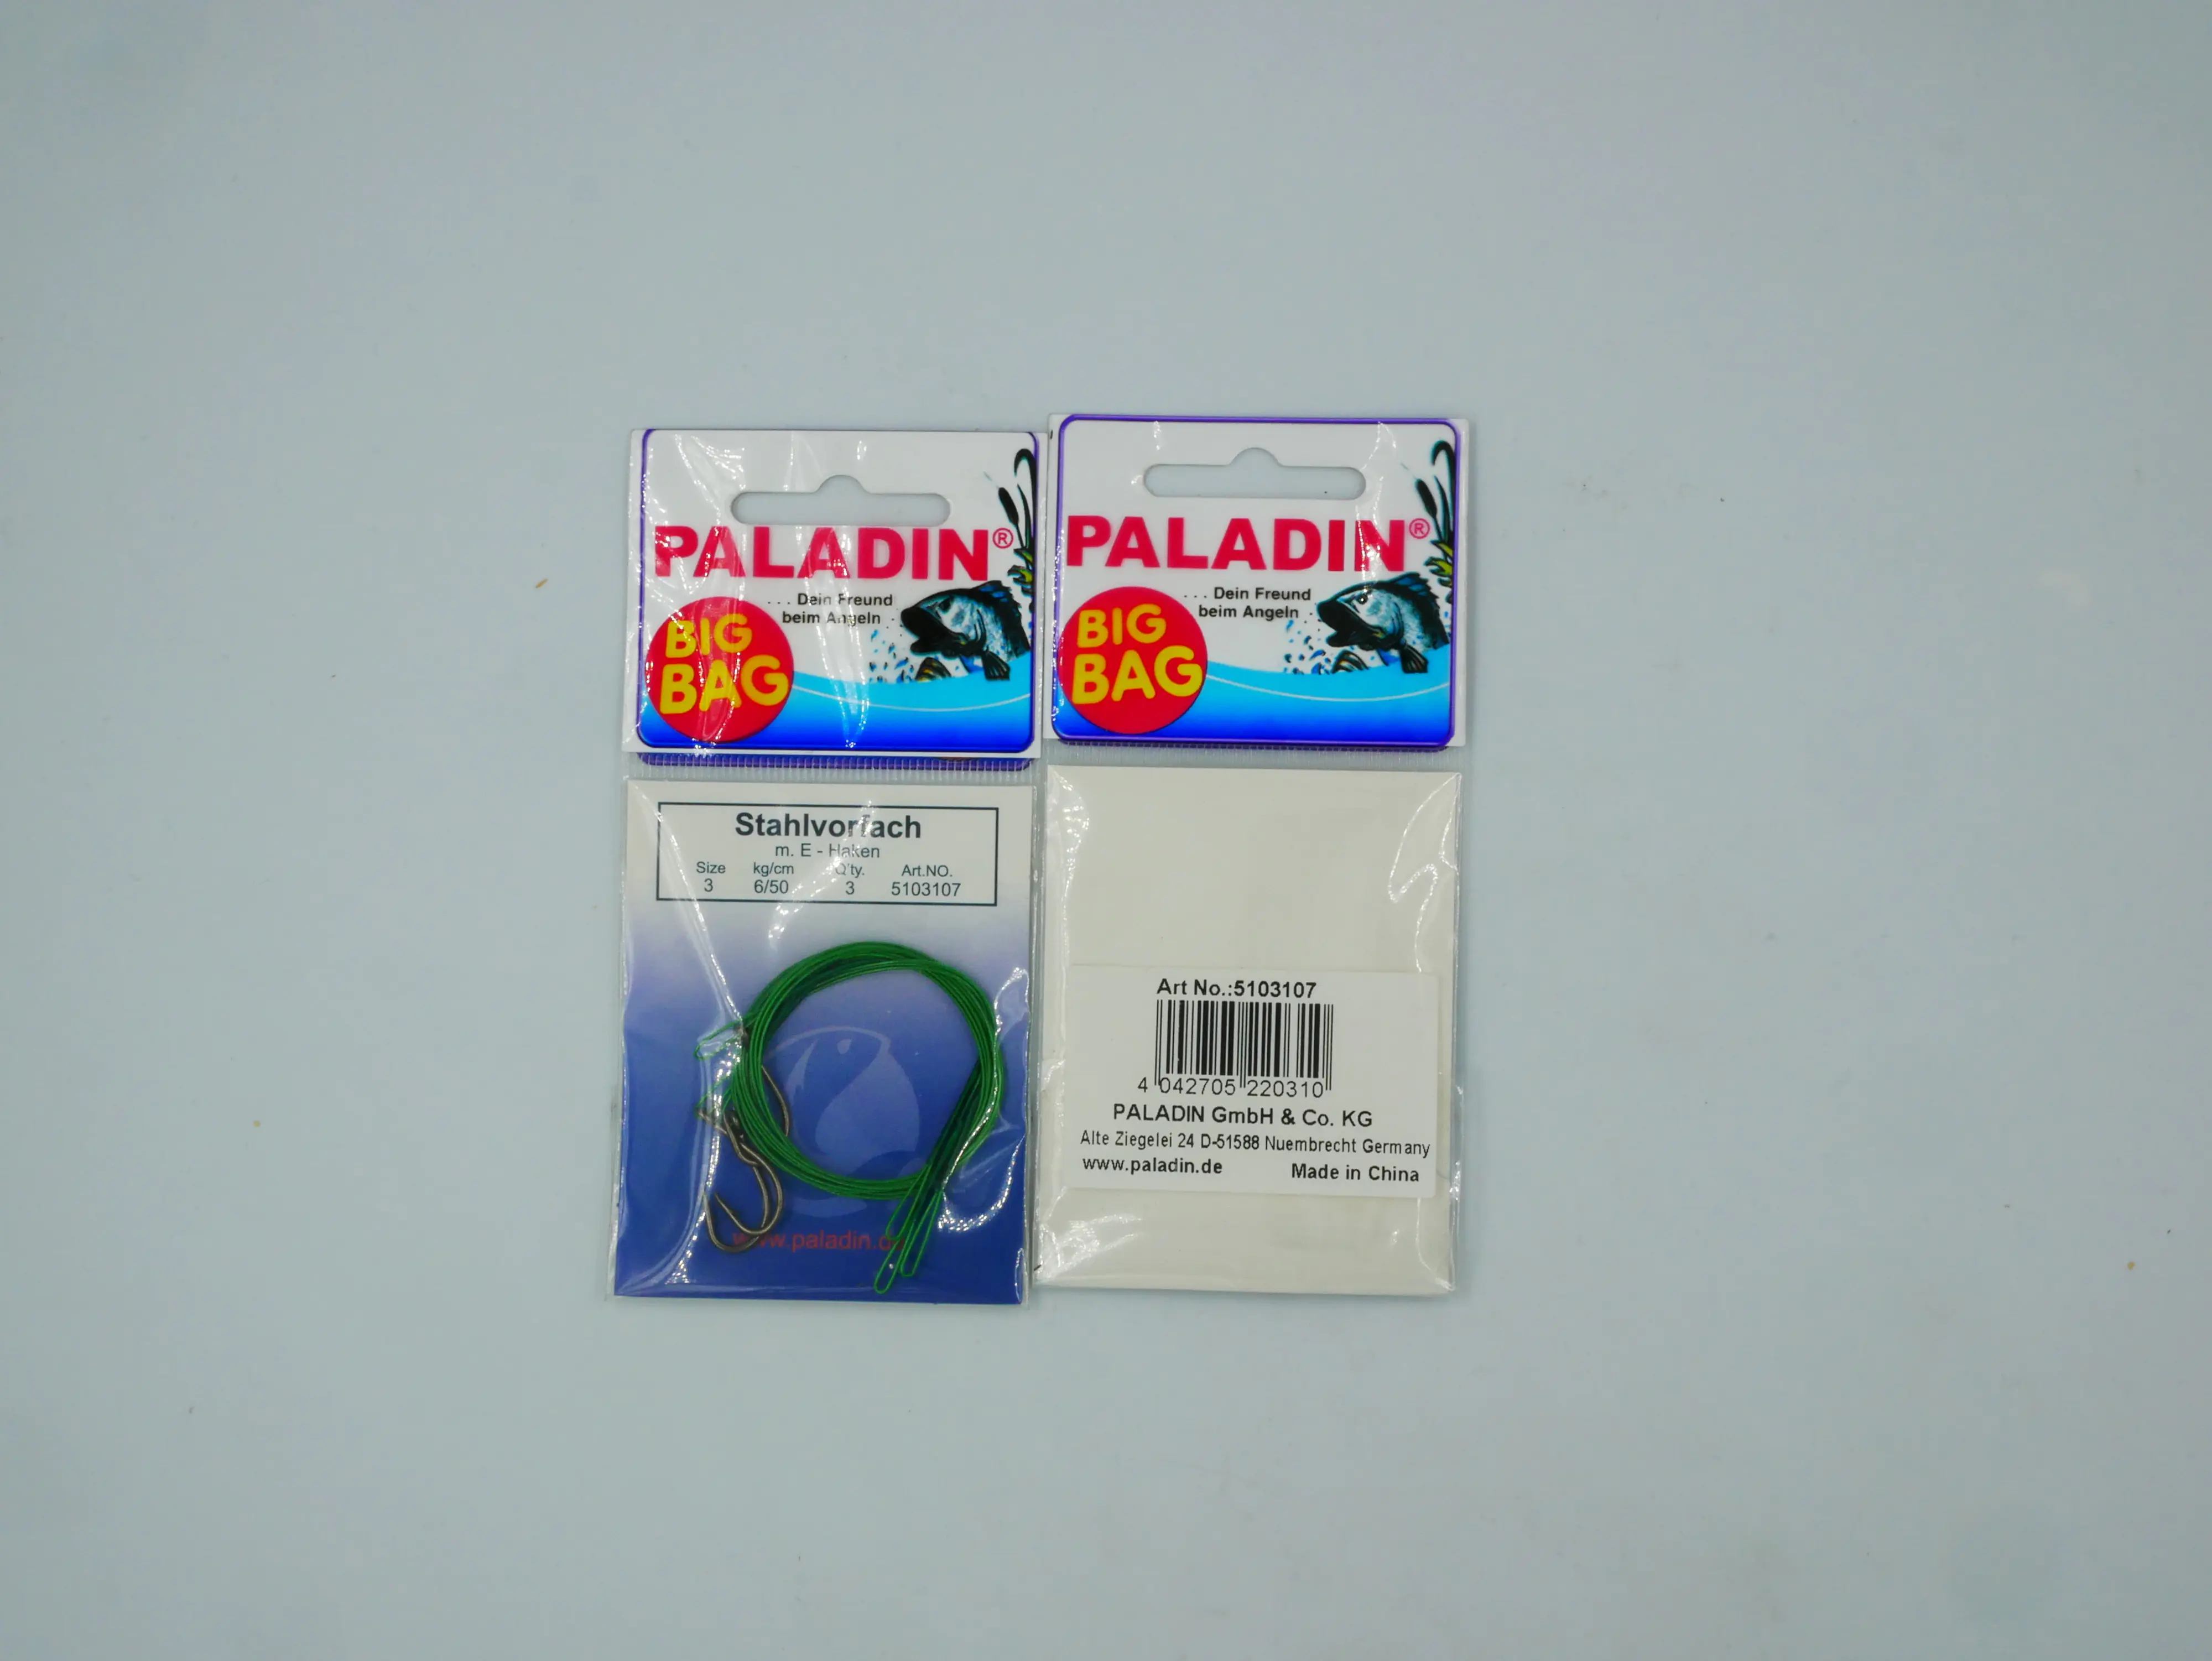 PALADIN®
... Dein Freund
beim Angeln
BIG
BAG
Stahlvorfach
m. E - Haken
Size kg/cm Q'ty. Art.NO.
3 6/50 3 5103107
www.paladin.de
PALADIN®
... Dein Freund
beim Angeln
BIG
BAG
Art No.:5103107
4 042705 220310
PALADIN GmbH & Co. KG
Alte Ziegelei 24 D-51588 Nuembrecht Germany
www.paladin.de Made in China